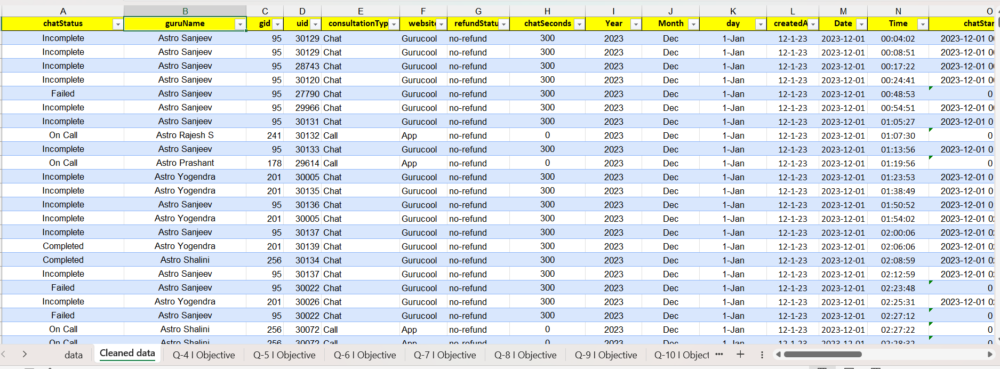 A B C D E F G H I J K L M N O
chatStatus guruName gid uid consultationTyp website refundStatu chatSeconds Year Month day createdA Date Time chatStar
Incomplete Astro Sanjeev 95 30129 Chat Gurucool no-refund 300 2023 Dec 1-Jan 12-1-23 2023-12-01 00:04:02 2023-12-01 00
Incomplete Astro Sanjeev 95 30129 Chat Gurucool no-refund 300 2023 Dec 1-Jan 12-1-23 2023-12-01 00:08:51 2023-12-01 00
Incomplete Astro Sanjeev 95 28743 Chat Gurucool no-refund 300 2023 Dec 1-Jan 12-1-23 2023-12-01 00:17:22 2023-12-01 00
Incomplete Astro Sanjeev 95 30120 Chat Gurucool no-refund 300 2023 Dec 1-Jan 12-1-23 2023-12-01 00:24:41 2023-12-01 00
Failed Astro Sanjeev 95 27790 Chat Gurucool no-refund 300 2023 Dec 1-Jan 12-1-23 2023-12-01 00:48:53 0
Incomplete Astro Sanjeev 95 29966 Chat Gurucool no-refund 300 2023 Dec 1-Jan 12-1-23 2023-12-01 00:54:51 2023-12-01 00
Incomplete Astro Sanjeev 95 30131 Chat Gurucool no-refund 300 2023 Dec 1-Jan 12-1-23 2023-12-01 01:05:27 2023-12-01 01
On Call Astro Rajesh S 241 30132 Call App no-refund 0 2023 Dec 1-Jan 12-1-23 2023-12-01 01:07:30 0
Incomplete Astro Sanjeev 95 30133 Chat Gurucool no-refund 300 2023 Dec 1-Jan 12-1-23 2023-12-01 01:13:56 2023-12-01 01
On Call Astro Prashant 178 29614 Call App no-refund 0 2023 Dec 1-Jan 12-1-23 2023-12-01 01:19:56 0
Incomplete Astro Yogendra 201 30005 Chat Gurucool no-refund 300 2023 Dec 1-Jan 12-1-23 2023-12-01 01:23:53 2023-12-01 01
Incomplete Astro Yogendra 201 30135 Chat Gurucool no-refund 300 2023 Dec 1-Jan 12-1-23 2023-12-01 01:38:49 2023-12-01 01
Incomplete Astro Sanjeev 95 30136 Chat Gurucool no-refund 300 2023 Dec 1-Jan 12-1-23 2023-12-01 01:50:52 2023-12-01 01
Incomplete Astro Yogendra 201 30005 Chat Gurucool no-refund 300 2023 Dec 1-Jan 12-1-23 2023-12-01 01:54:02 2023-12-01 02
Incomplete Astro Sanjeev 95 30137 Chat Gurucool no-refund 300 2023 Dec 1-Jan 12-1-23 2023-12-01 02:00:06 2023-12-01 02
Completed Astro Yogendra 201 30139 Chat Gurucool no-refund 300 2023 Dec 1-Jan 12-1-23 2023-12-01 02:06:06 2023-12-01 02
Completed Astro Shalini 256 30134 Chat Gurucool no-refund 300 2023 Dec 1-Jan 12-1-23 2023-12-01 02:08:59 2023-12-01 02
Incomplete Astro Sanjeev 95 30137 Chat Gurucool no-refund 300 2023 Dec 1-Jan 12-1-23 2023-12-01 02:12:59 2023-12-01 02
Failed Astro Sanjeev 95 30022 Chat Gurucool no-refund 300 2023 Dec 1-Jan 12-1-23 2023-12-01 02:23:48 0
Incomplete Astro Yogendra 201 30026 Chat Gurucool no-refund 300 2023 Dec 1-Jan 12-1-23 2023-12-01 02:25:31 2023-12-01 02
Failed Astro Sanjeev 95 30022 Chat Gurucool no-refund 300 2023 Dec 1-Jan 12-1-23 2023-12-01 02:27:12 0
On Call Astro Shalini 256 30072 Call App no-refund 0 2023 Dec 1-Jan 12-1-23 2023-12-01 02:27:22 0
On Call Astro Shalini 256 30072 Call App no-refund 0 2023 Dec 1-Jan 12-1-23 2023-12-01 02:28:32 0
data Cleaned data Q-4 I Objective Q-5 I Objective Q-6 I Objective Q-7 I Objective Q-8 I Objective Q-9 I Objective Q-10 I Object